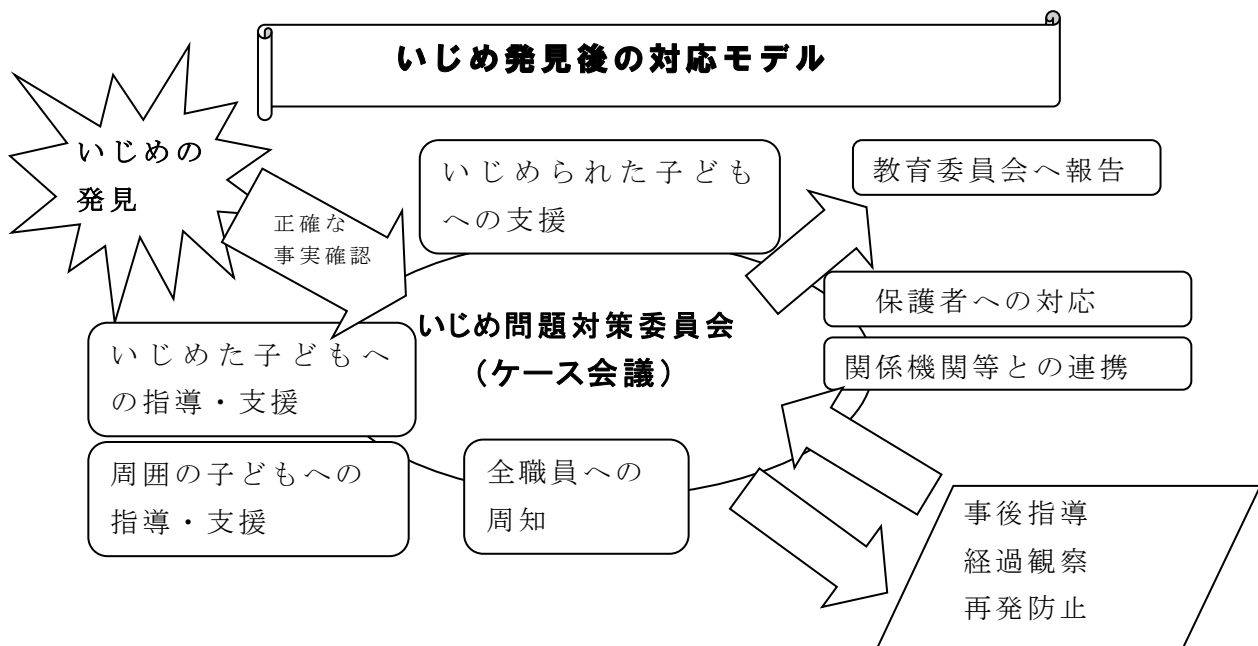 いじめ発見後の対応モデル
いじめの
発見
正確な
事実確認
いじめられた子ども
への支援
教育委員会へ報告
保護者への対応
関係機関等との連携
いじめ問題対策委員会
(ケース会議)
いじめた子どもへ
の指導・支援
周囲の子どもへの
指導・支援
全職員への
周知
事後指導
経過観察
再発防止